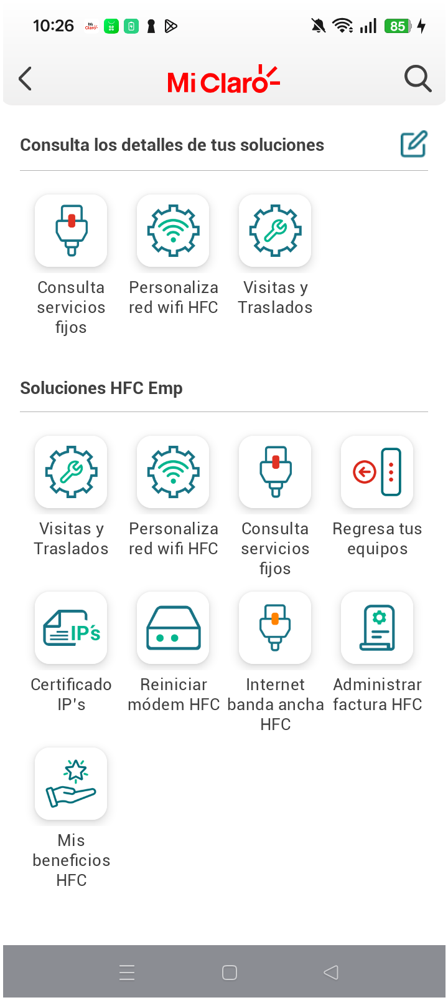 10:26
Mi Claro
85
Mi Claro
Consulta los detalles de tus soluciones
Consulta
servicios
fijos
Personaliza
red wifi HFC
Visitas y
Traslados
Soluciones HFC Emp
Visitas y
Traslados
Personaliza
red wifi HFC
Consulta
servicios
fijos
Regresa tus
equipos
IP's
Certificado
IP's
Reiniciar
módem HFC
Internet
banda ancha
HFC
Administrar
factura HFC
Mis
beneficios
HFC